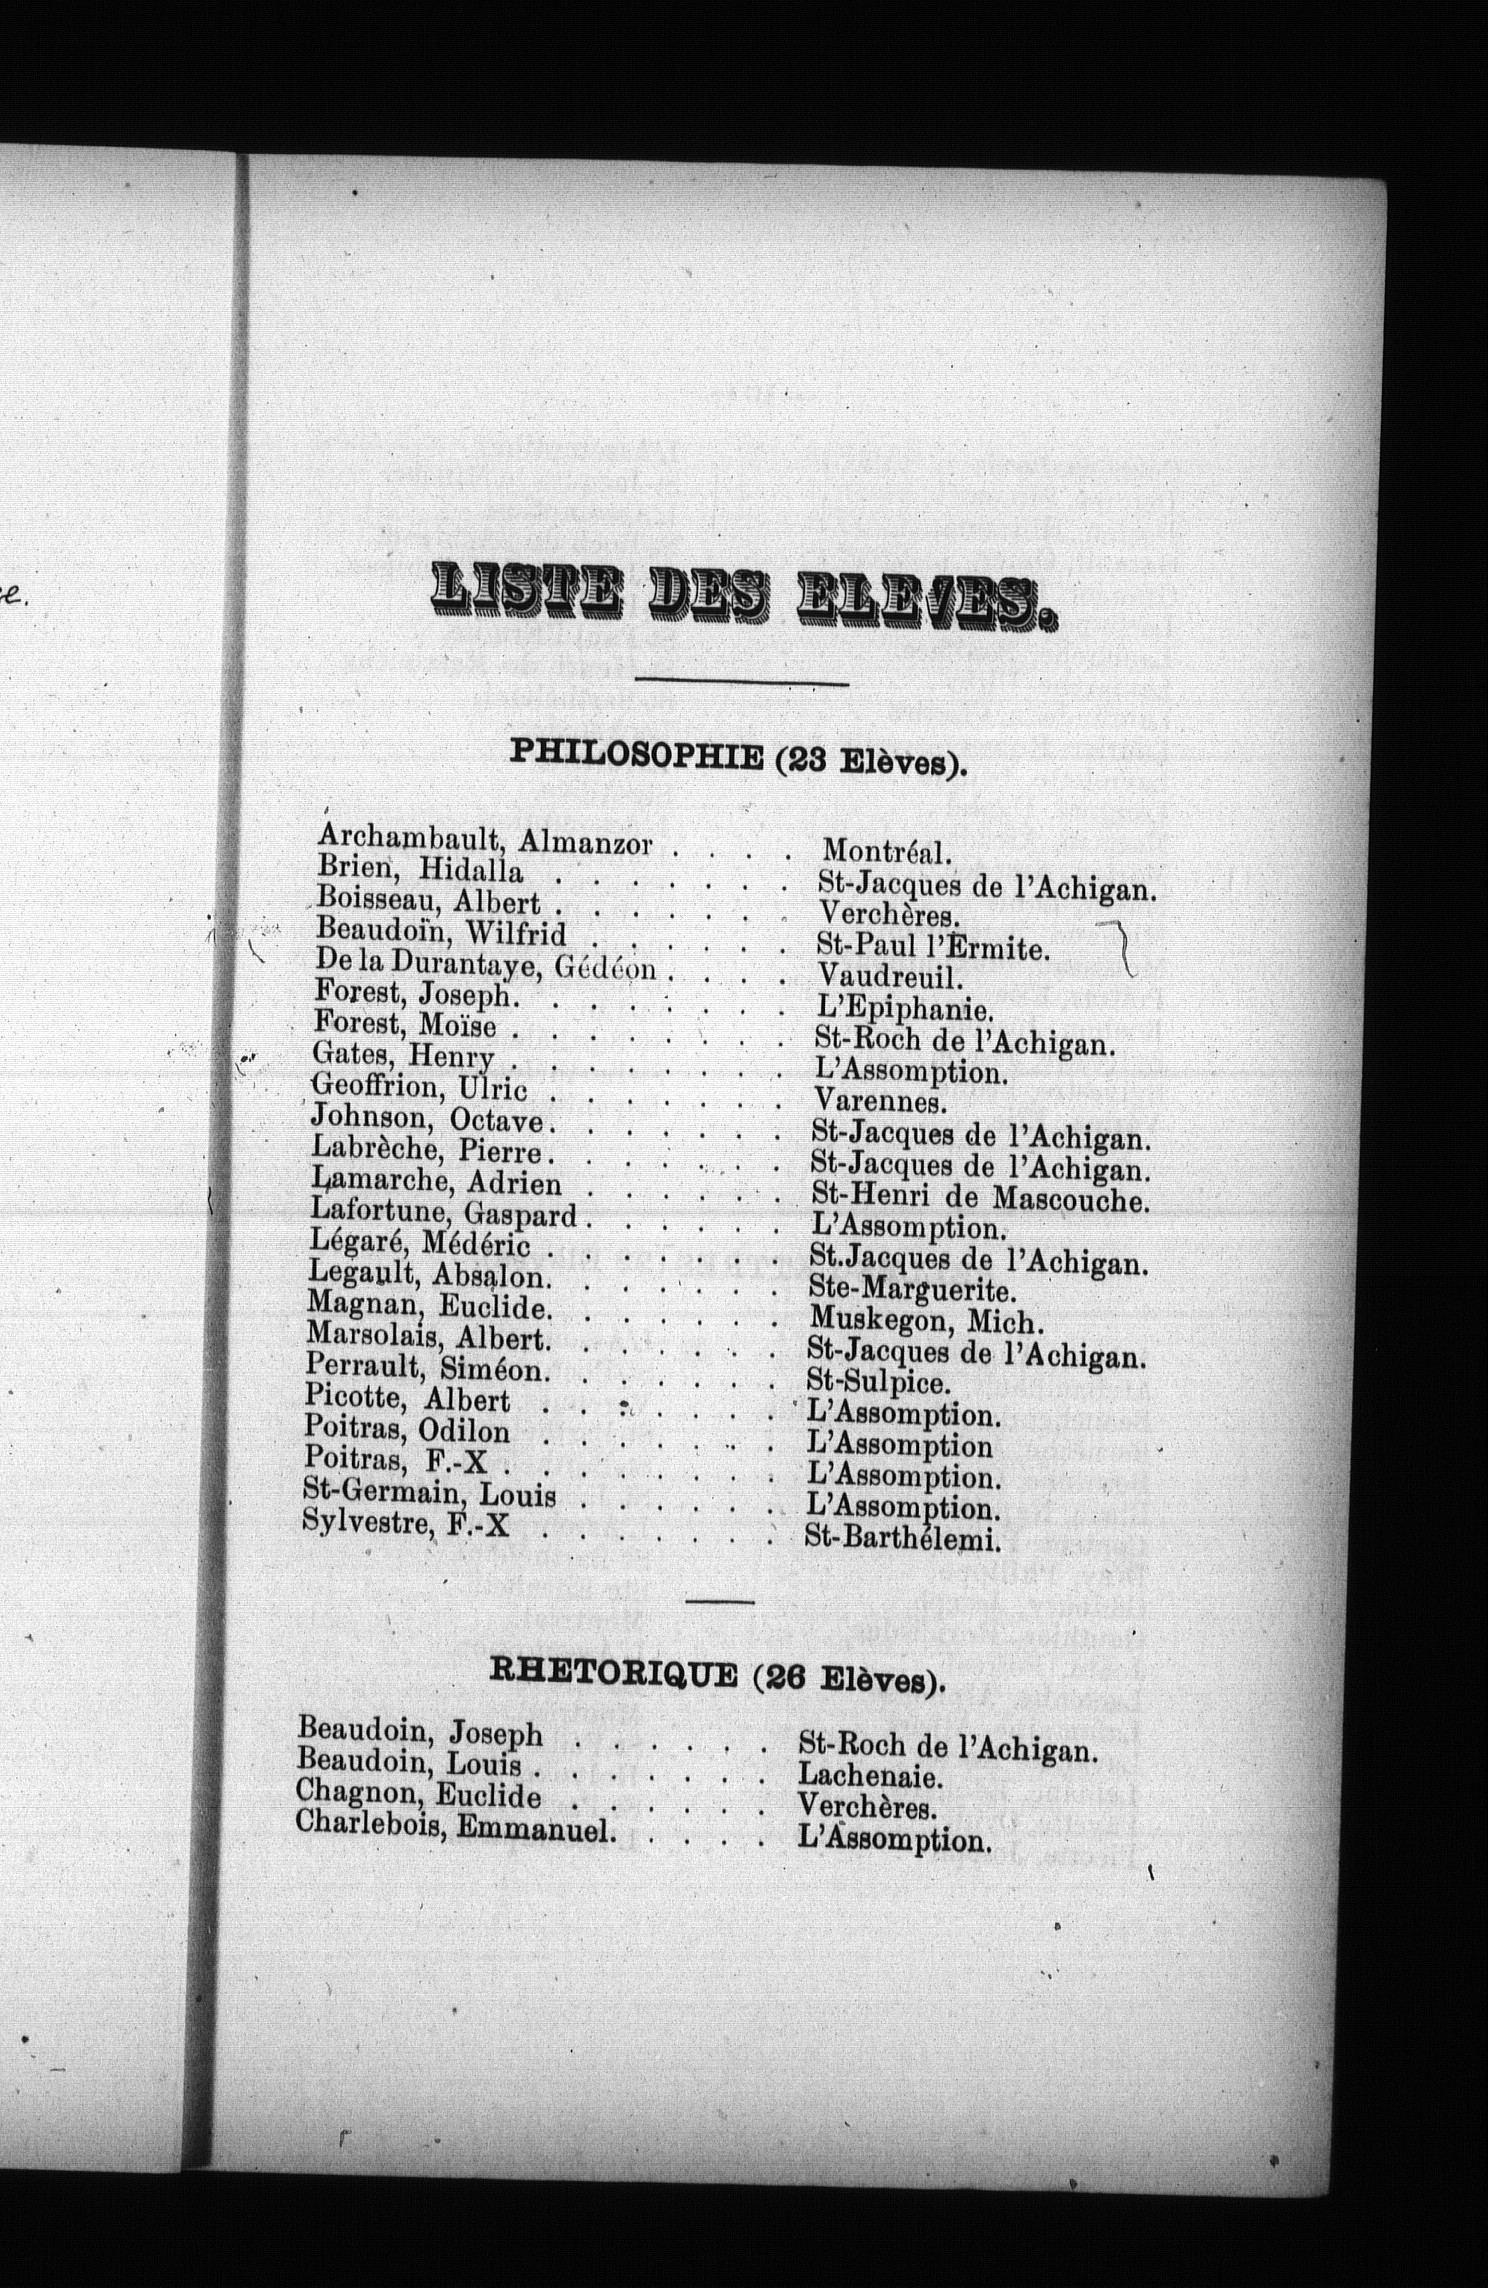 LISTE DES ELEVES.
PHILOSOPHIE (23 Elèves).
Archambault, Almanzor . . . . Montréal.
Brien, Hidalla . . . . . . . St-Jacques de l'Achigan.
Boisseau, Albert . . . . . . . Verchères.
Beaudoïn, Wilfrid . . . . . . St-Paul l'Ermite.
De la Durantaye, Gédéon . . . . Vaudreuil.
Forest, Joseph. . . . . . . . L'Epiphanie.
Forest, Moïse . . . . . . . . St-Roch de l'Achigan.
Gates, Henry . . . . . . . . L'Assomption.
Geoffrion, Ulric . . . . . . . Varennes.
Johnson, Octave. . . . . . . St-Jacques de l'Achigan.
Labrèche, Pierre. . . . . . . St-Jacques de l'Achigan.
Lamarche, Adrien . . . . . . St-Henri de Mascouche.
Lafortune, Gaspard . . . . . . L'Assomption.
Légaré, Médéric . . . . . . . St.Jacques de l'Achigan.
Legault, Absalon. . . . . . . Ste-Marguerite.
Magnan, Euclide. . . . . . . Muskegon, Mich.
Marsolais, Albert. . . . . . . St-Jacques de l'Achigan.
Perrault, Siméon. . . . . . . St-Sulpice.
Picotte, Albert . . . . . . . L'Assomption.
Poitras, Odilon . . . . . . . L'Assomption
Poitras, F.-X . . . . . . . . L'Assomption.
St-Germain, Louis . . . . . . L'Assomption.
Sylvestre, F.-X . . . . . . . St-Barthélemi.
RHETORIQUE (26 Elèves).
Beaudoin, Joseph . . . . . . St-Roch de l'Achigan.
Beaudoin, Louis . . . . . . . Lachenaie.
Chagnon, Euclide . . . . . . Verchères.
Charlebois, Emmanuel. . . . . L'Assomption.